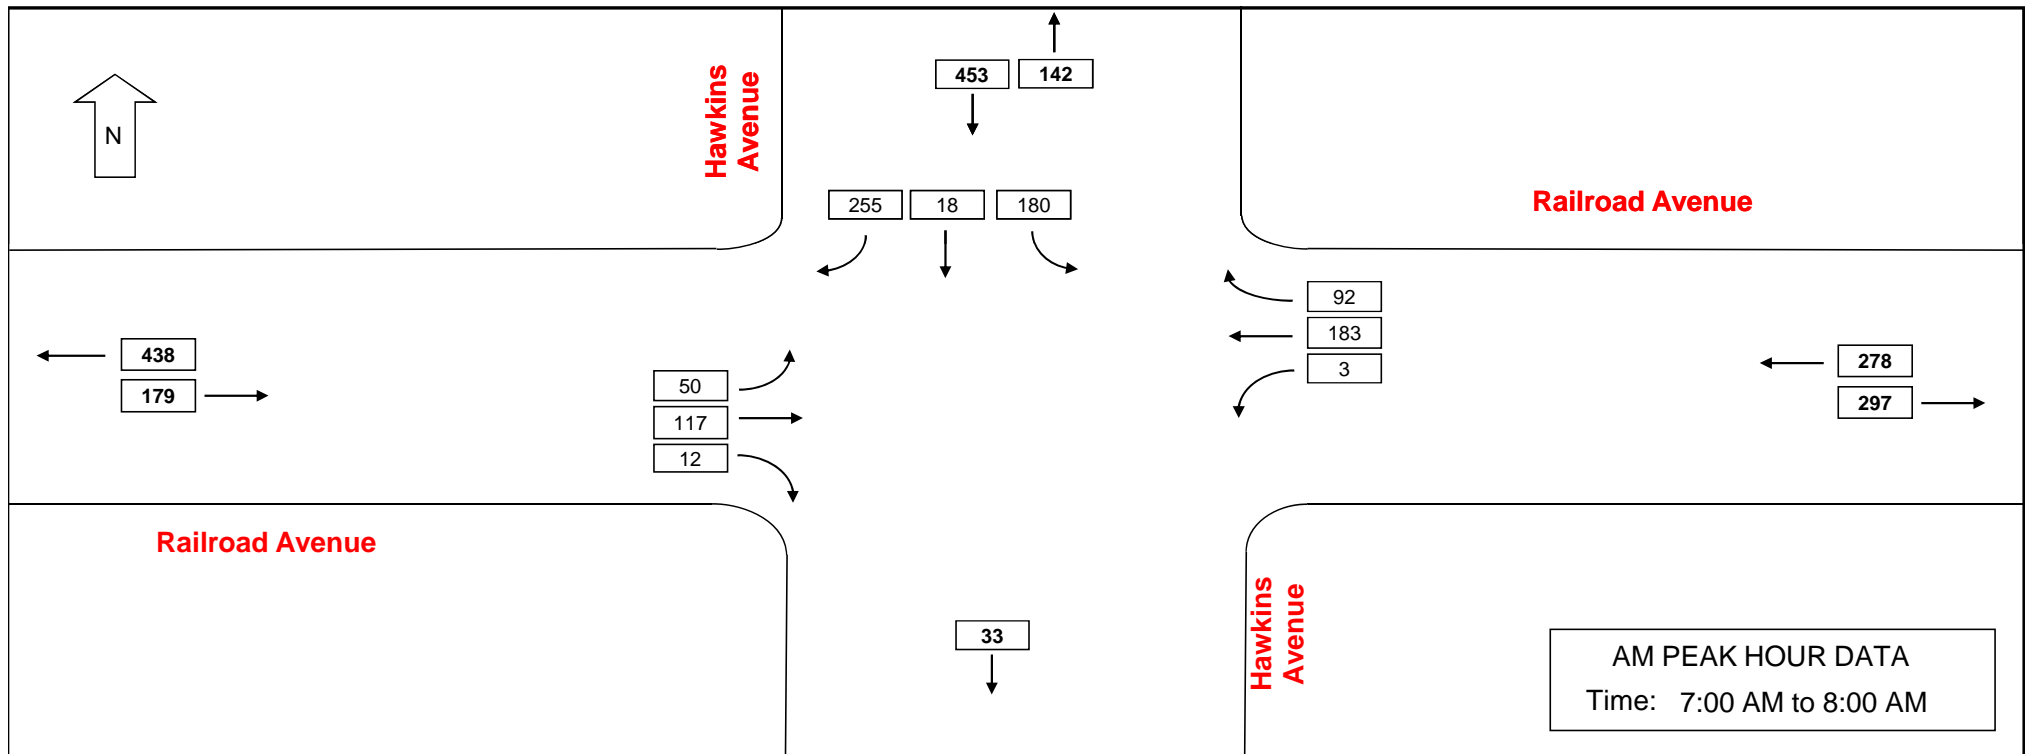 N
Hawkins
Avenue
453
142
255
18
180
Railroad Avenue
438
179
50
117
12
92
183
3
278
297
Railroad Avenue
33
Hawkins
Avenue
AM PEAK HOUR DATA
Time: 7:00 AM to 8:00 AM